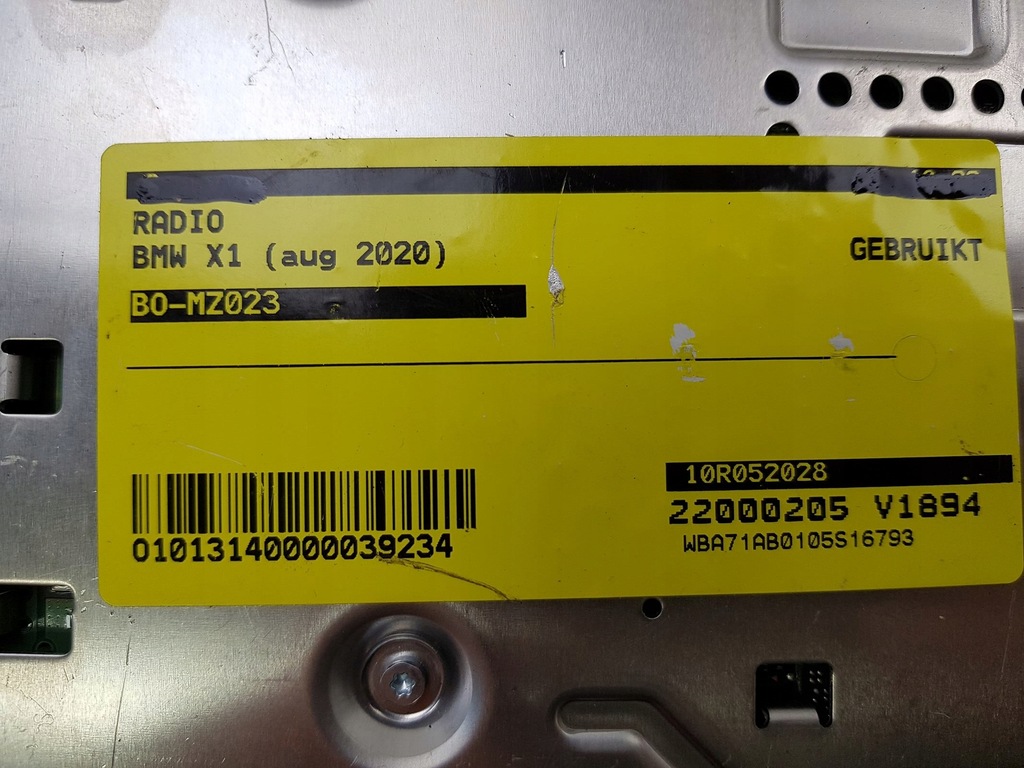 RADIO
BMW X1 (aug 2020)
GEBRUIKT
BO-MZ023
10R052028
22000205 V1894
WBA71AB0105S16793
01013140000039234